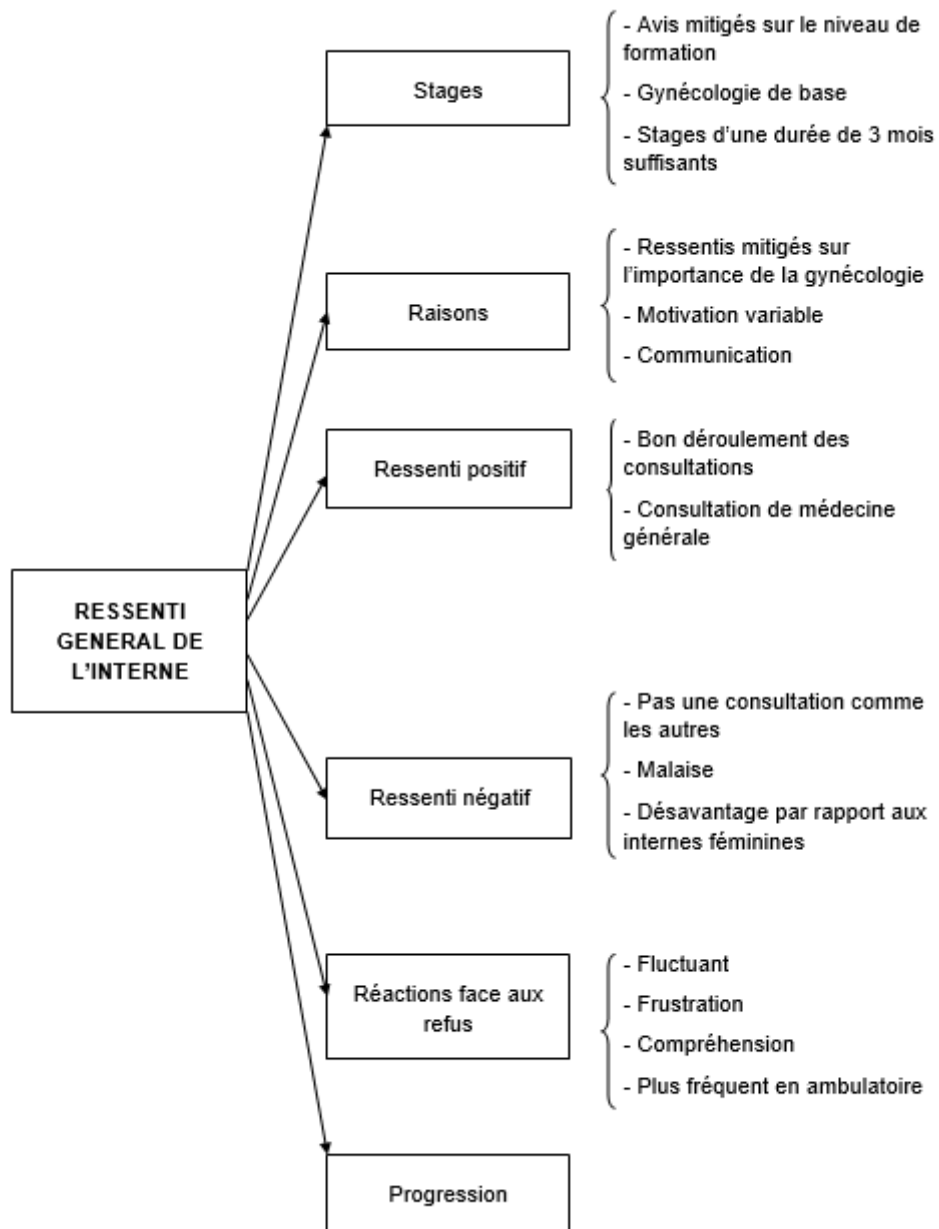 Stages
- Avis mitigés sur le niveau de
formation
- Gynécologie de base
- Stages d'une durée de 3 mois
suffisants
Raisons
- Ressentis mitigés sur
l'importance de la gynécologie
- Motivation variable
- Communication
Ressenti positif
- Bon déroulement des
consultations
- Consultation de médecine
générale
RESSENTI
GENERAL DE
L'INTERNE
Ressenti négatif
- Pas une consultation comme
les autres
- Malaise
- Désavantage par rapport aux
internes féminines
Réactions face aux
refus
- Fluctuant
- Frustration
- Compréhension
- Plus fréquent en ambulatoire
Progression